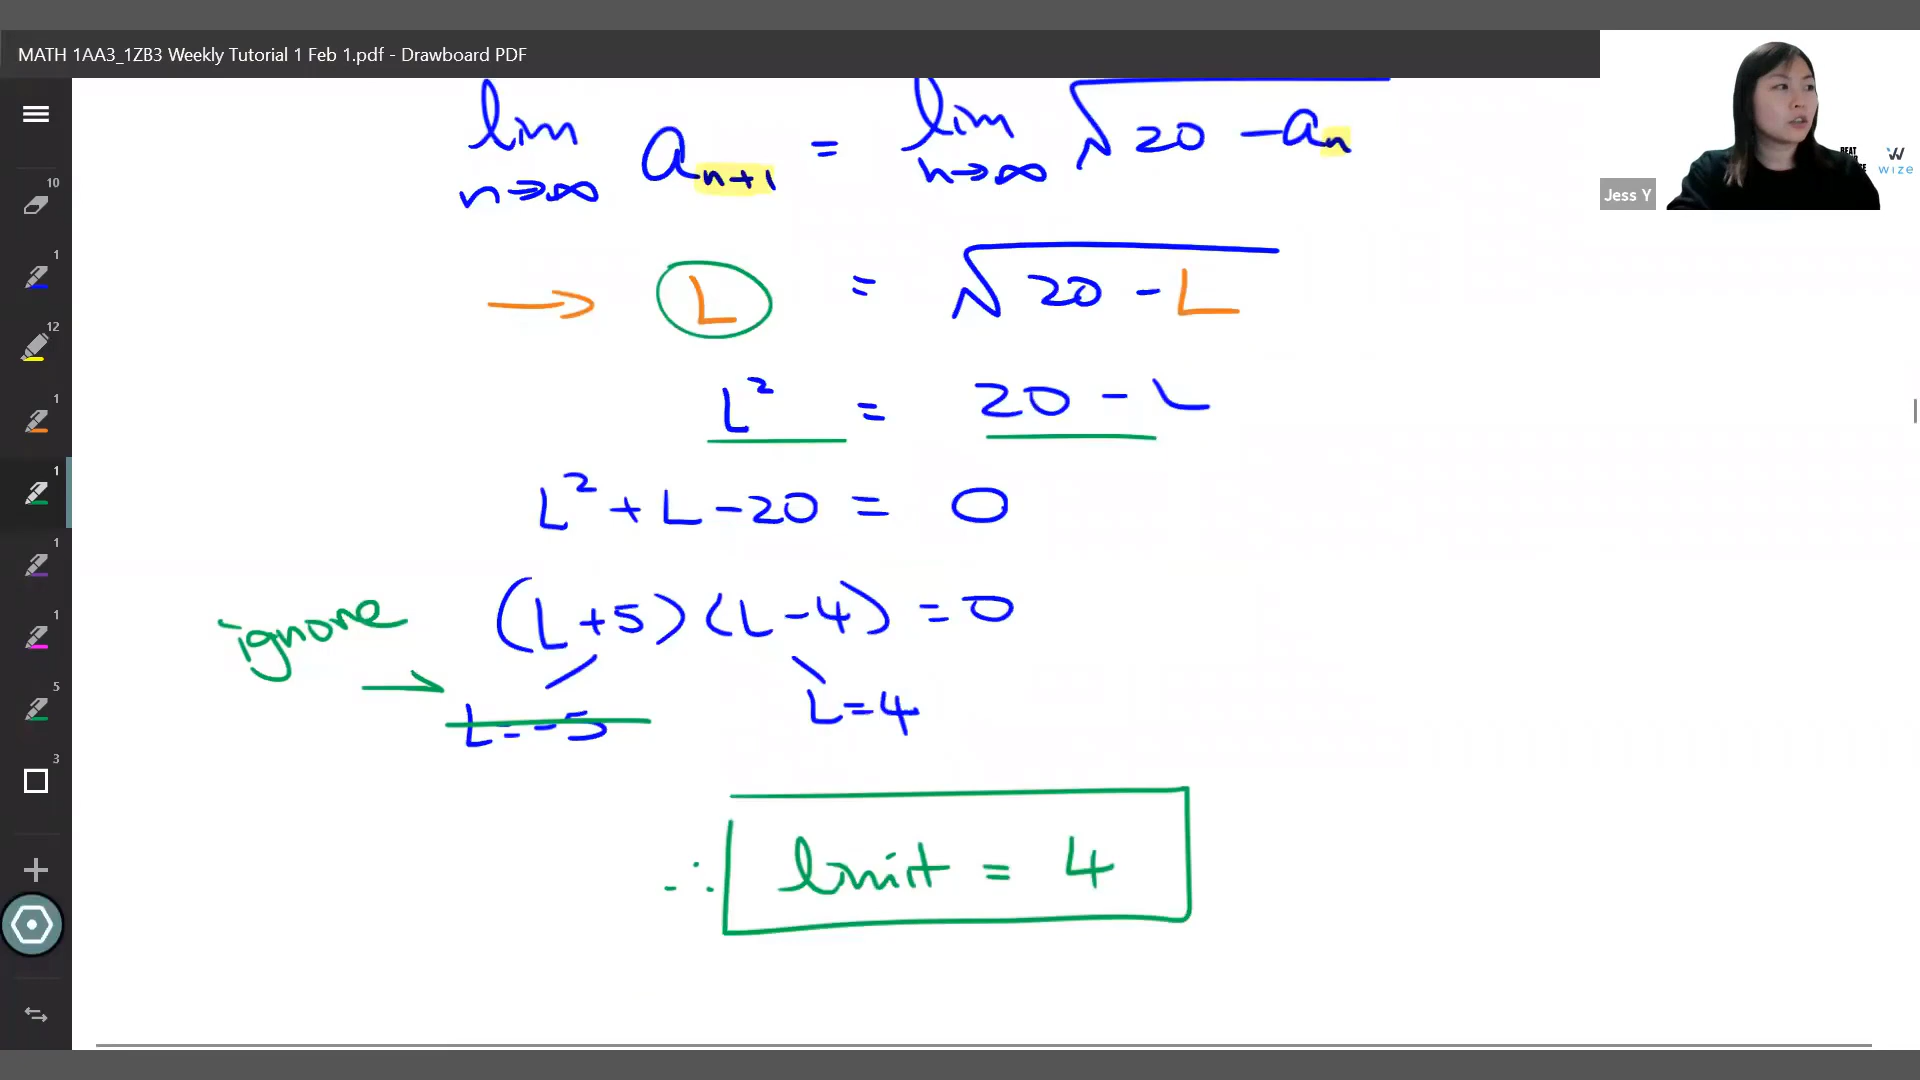 MATH 1AA3_1ZB3 Weekly Tutorial 1 Feb 1.pdf - Drawboard PDF
lim n→∞ aₙ₊₁ = lim n→∞ √(20 - aₙ)
→ L = √(20 - L)
L² = 20 - L
L² + L - 20 = 0
(L + 5)(L - 4) = 0
ignore →
L = -5
L = 4
∴ limit = 4
10
1
12
1
1
1
1
5
3
Jess Y
W
wize